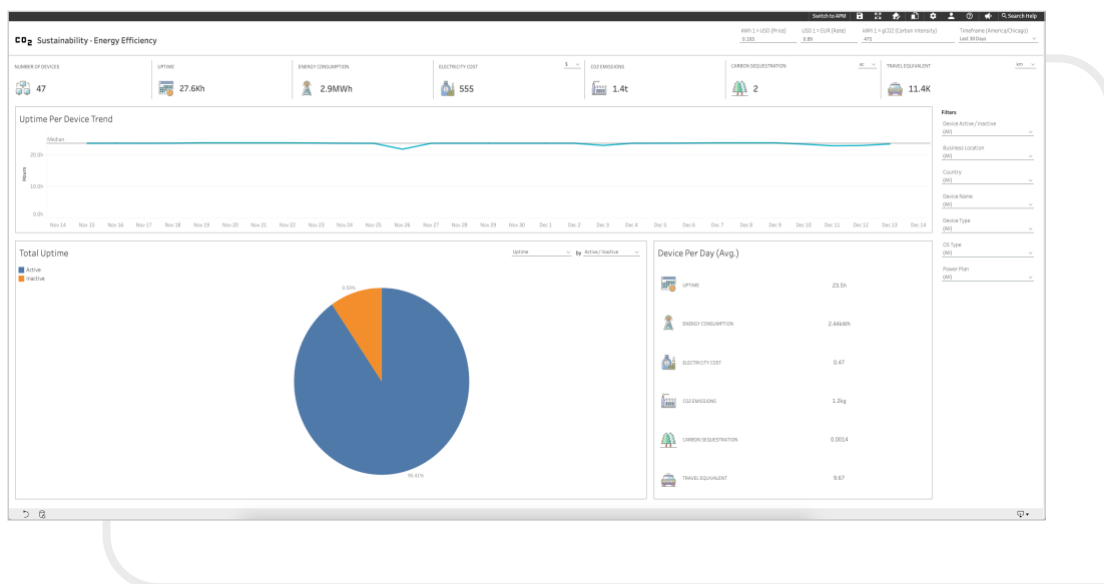 Switch to APM
Search Help
CO2 Sustainability - Energy Efficiency
kWh 1 = USD (Price)
0.193
USD 1 = EUR (Rate)
0.89
kWh 1 = gCO2 (Carbon Intensity)
475
Timeframe (America/Chicago)
Last 30 Days
NUMBER OF DEVICES
47
UPTIME
27.6Kh
ENERGY CONSUMPTION
2.9MWh
ELECTRICITY COST
$
555
CO2 EMISSIONS
1.4t
CARBON SEQUESTRATION
ac
2
TRAVEL EQUIVALENT
km
11.4K
Uptime Per Device Trend
Median
Hours
20.0h
10.0h
0.0h
Nov 14 Nov 15 Nov 16 Nov 17 Nov 18 Nov 19 Nov 20 Nov 21 Nov 22 Nov 23 Nov 24 Nov 25 Nov 26 Nov 27 Nov 28 Nov 29 Nov 30 Dec 1 Dec 2 Dec 3 Dec 4 Dec 5 Dec 6 Dec 7 Dec 8 Dec 9 Dec 10 Dec 11 Dec 12 Dec 13 Dec 14
Filters
Device Active / Inactive
(All)
Business Location
(All)
Country
(All)
Device Name
(All)
Device Type
(All)
OS Type
(All)
Power Plan
(All)
Total Uptime
Uptime by Active / Inactive
Active
Inactive
Device Per Day (Avg.)
UPTIME 23.5h
ENERGY CONSUMPTION 2.44kWh
ELECTRICITY COST 0.47
CO2 EMISSIONS 1.2kg
CARBON SEQUESTRATION 0.0014
TRAVEL EQUIVALENT 9.67